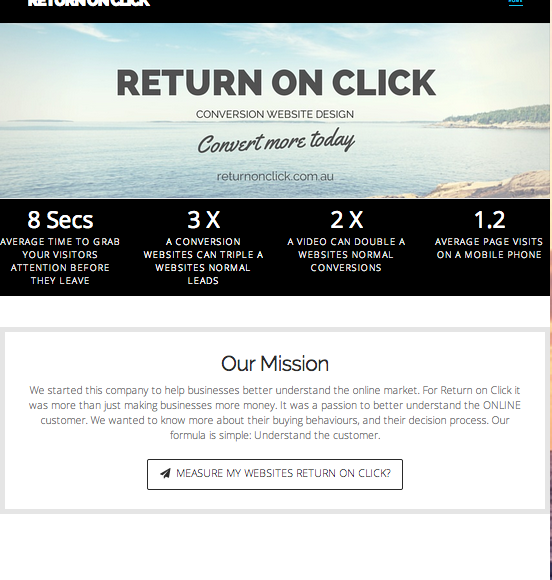 RETURN ON CLICK
RETURN ON CLICK
CONVERSION WEBSITE DESIGN
Convert more today
returnonclick.com.au
8 Secs
AVERAGE TIME TO GRAB
YOUR VISITORS
ATTENTION BEFORE
THEY LEAVE
3 X
A CONVERSION
WEBSITES CAN TRIPLE A
WEBSITES NORMAL
LEADS
2 X
A VIDEO CAN DOUBLE A
WEBSITES NORMAL
CONVERSIONS
1.2
AVERAGE PAGE VISITS
ON A MOBILE PHONE
Our Mission
We started this company to help businesses better understand the online market. For Return on Click it
was more than just making businesses more money. It was a passion to better understand the ONLINE
customer. We wanted to know more about their buying behaviours, and their decision process. Our
formula is simple: Understand the customer.
MEASURE MY WEBSITES RETURN ON CLICK?